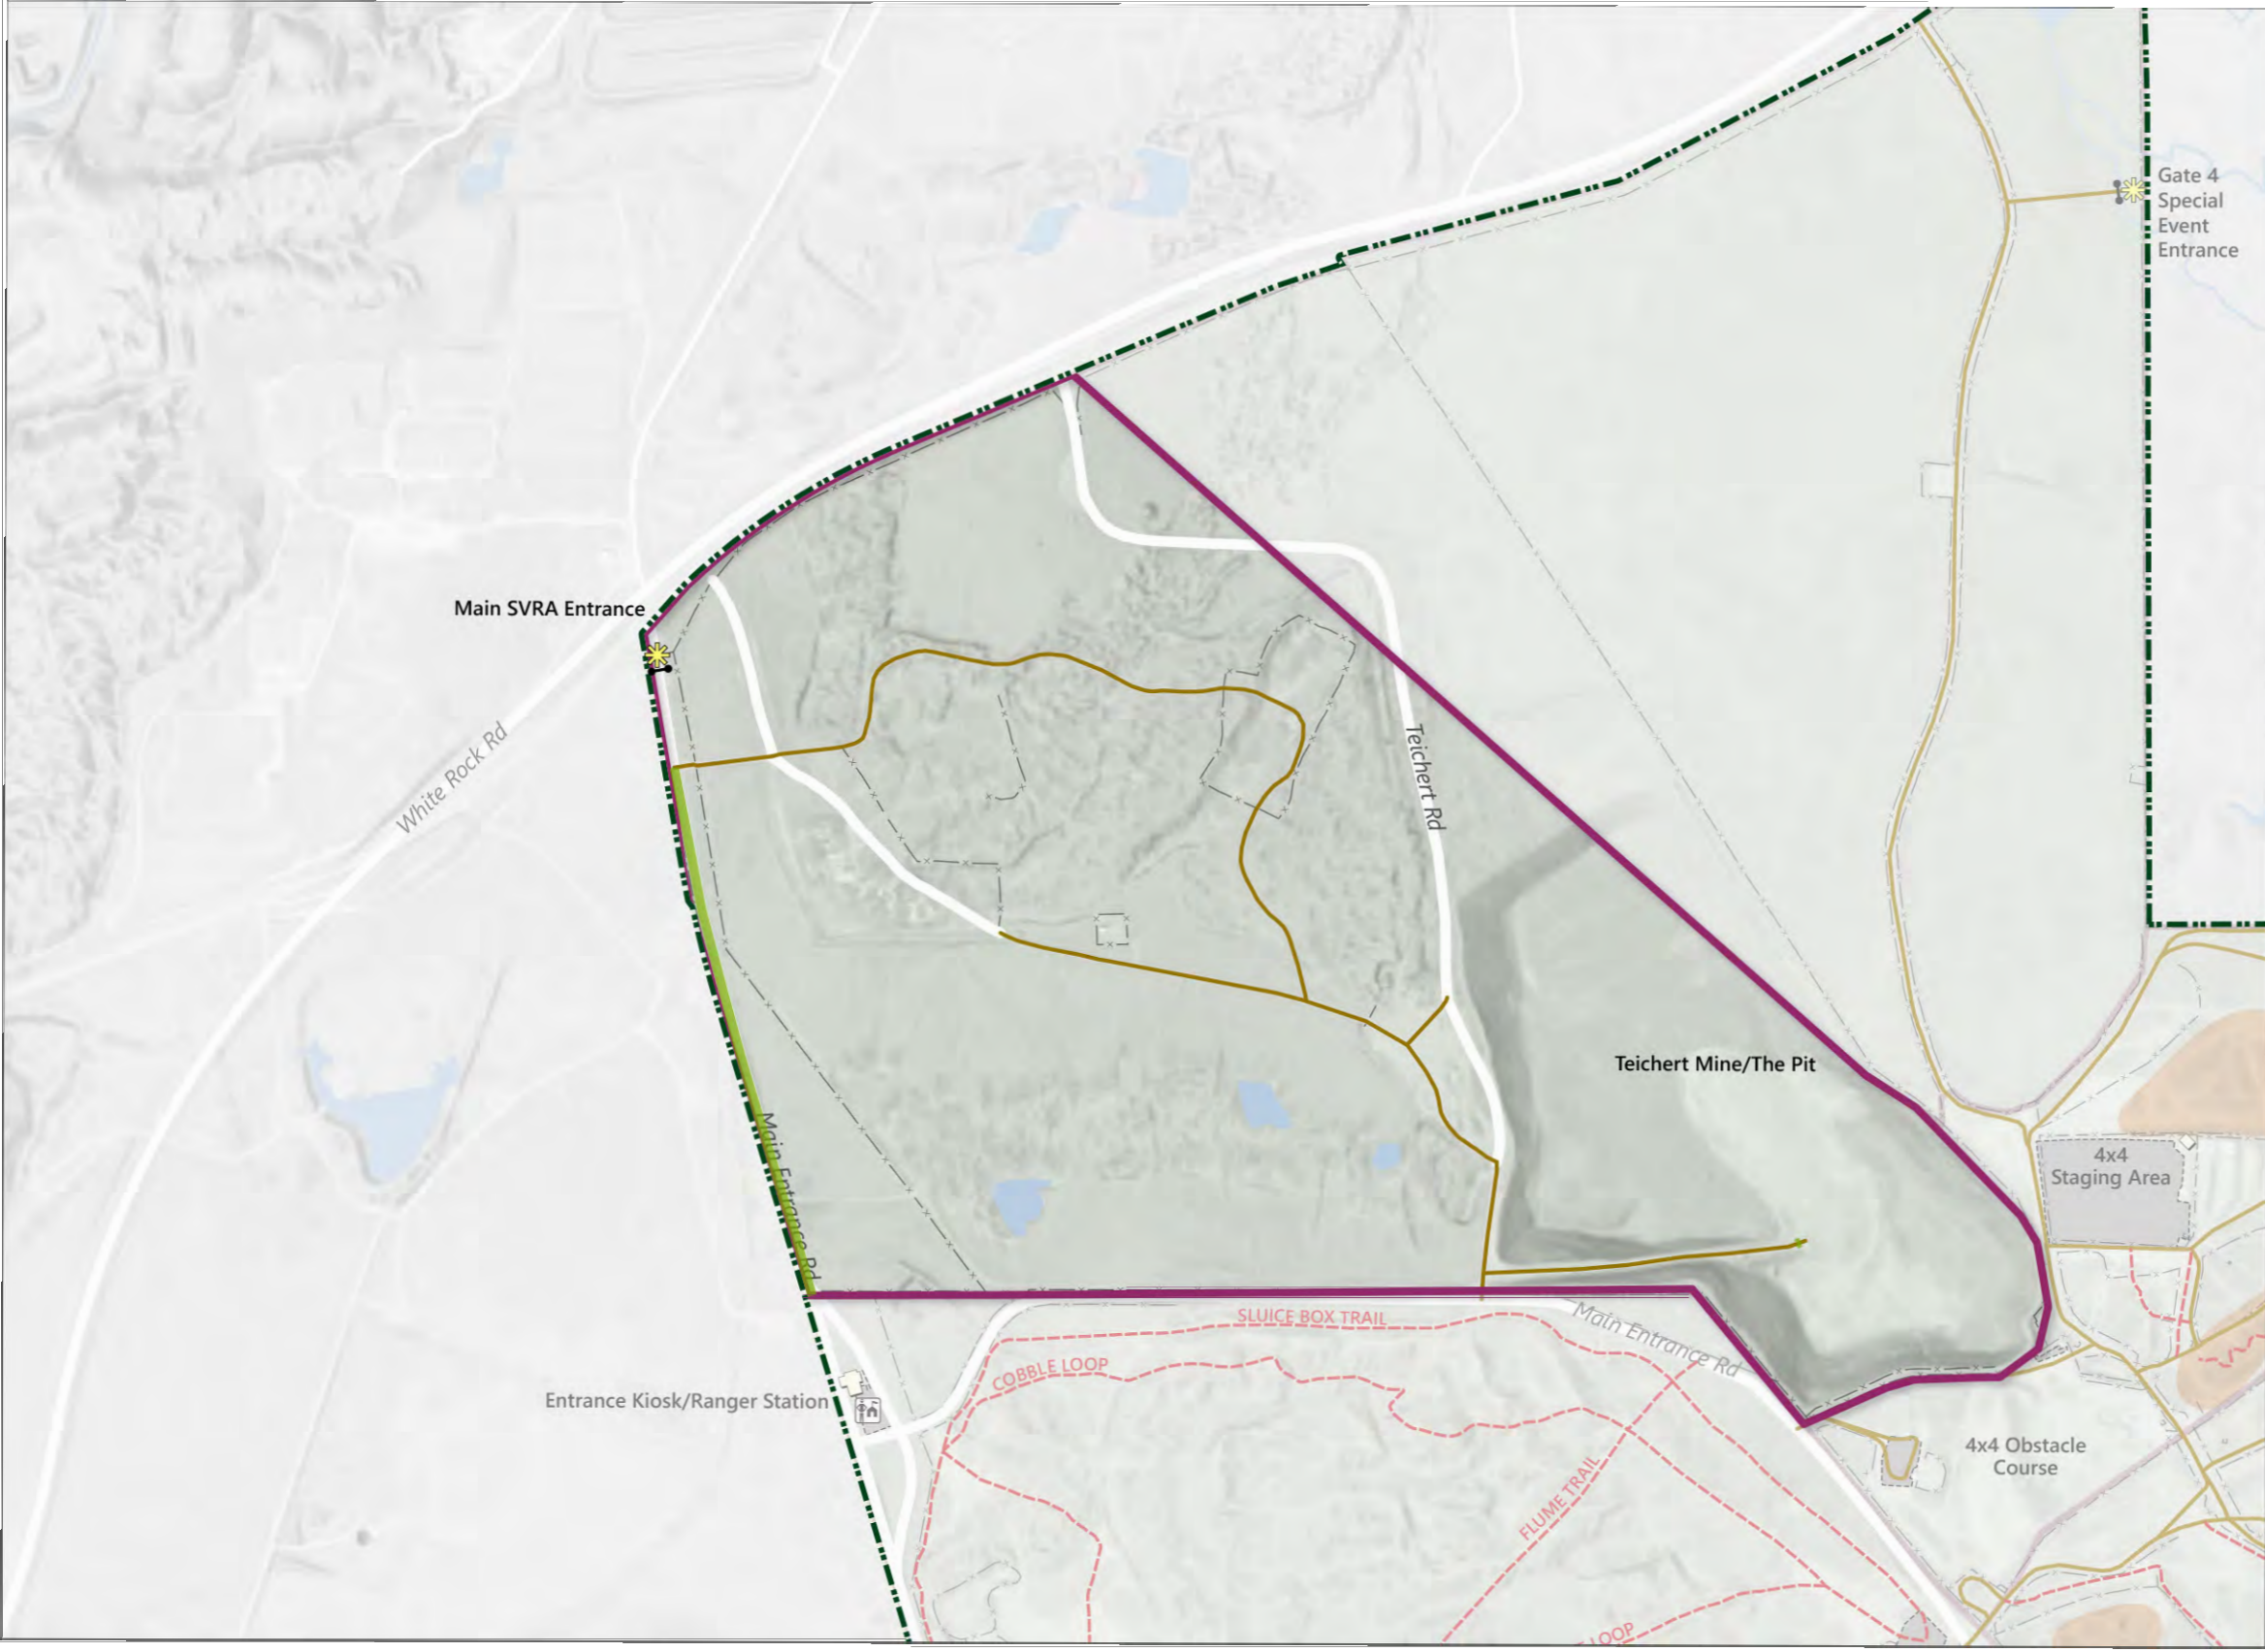 Gate 4
Special
Event
Entrance
Main SVRA Entrance
White Rock Rd
Teichert Rd
Teichert Mine/The Pit
Main Entrance Rd
4x4
Staging Area
SLUICE BOX TRAIL
Main Entrance Rd
COBBLE LOOP
Entrance Kiosk/Ranger Station
4x4 Obstacle
Course
FLUME TRAIL
LOOP